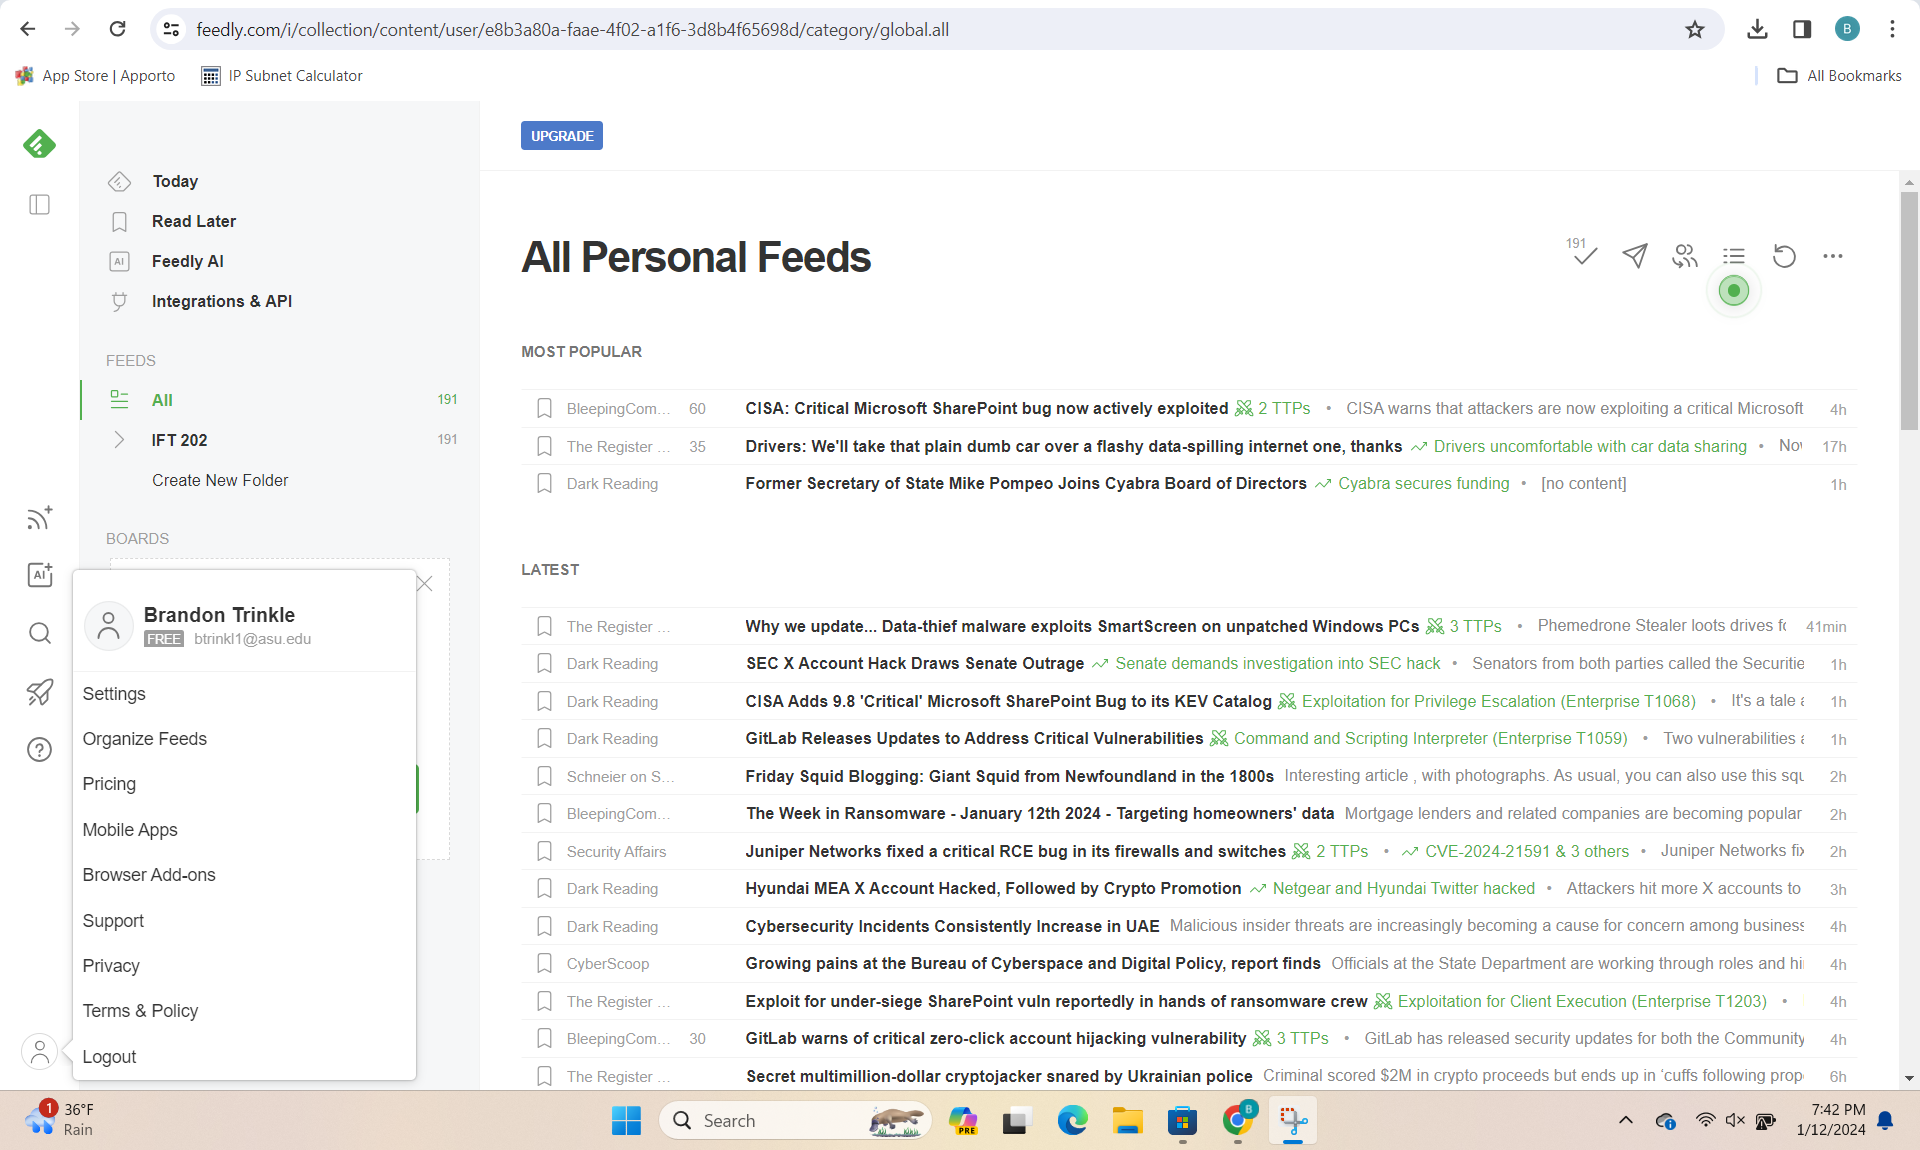 feedly.com/i/collection/content/user/e8b3a80a-faae-4f02-a1f6-3d8b4f65698d/category/global.all
B
App Store | Apporto
IP Subnet Calculator
All Bookmarks
UPGRADE
Today
Read Later
AI
Feedly AI
Integrations & API
FEEDS
All 191
IFT 202 191
Create New Folder
BOARDS
AI
Brandon Trinkle
FREE btrinkl1@asu.edu
Settings
Organize Feeds
Pricing
Mobile Apps
Browser Add-ons
Support
Privacy
Terms & Policy
Logout
All Personal Feeds
191
MOST POPULAR
BleepingCom... 60 CISA: Critical Microsoft SharePoint bug now actively exploited 2 TTPs • CISA warns that attackers are now exploiting a critical Microsoft 4h
The Register ... 35 Drivers: We'll take that plain dumb car over a flashy data-spilling internet one, thanks Drivers uncomfortable with car data sharing • 17h
Dark Reading Former Secretary of State Mike Pompeo Joins Cyabra Board of Directors Cyabra secures funding • [no content] 1h
LATEST
The Register ... Why we update... Data-thief malware exploits SmartScreen on unpatched Windows PCs 3 TTPs • Phemedrone Stealer loots drives 41min
Dark Reading SEC X Account Hack Draws Senate Outrage Senate demands investigation into SEC hack • Senators from both parties called the Securitie 1h
Dark Reading CISA Adds 9.8 'Critical' Microsoft SharePoint Bug to its KEV Catalog Exploitation for Privilege Escalation (Enterprise T1068) • It's a tale 1h
Dark Reading GitLab Releases Updates to Address Critical Vulnerabilities Command and Scripting Interpreter (Enterprise T1059) • Two vulnerabilities 1h
Schneier on S... Friday Squid Blogging: Giant Squid from Newfoundland in the 1800s Interesting article , with photographs. As usual, you can also use this squ 2h
BleepingCom... The Week in Ransomware - January 12th 2024 - Targeting homeowners' data Mortgage lenders and related companies are becoming popular 2h
Security Affairs Juniper Networks fixed a critical RCE bug in its firewalls and switches 2 TTPs • CVE-2024-21591 & 3 others • Juniper Networks 2h
Dark Reading Hyundai MEA X Account Hacked, Followed by Crypto Promotion Netgear and Hyundai Twitter hacked • Attackers hit more X accounts to 3h
Dark Reading Cybersecurity Incidents Consistently Increase in UAE Malicious insider threats are increasingly becoming a cause for concern among business 4h
CyberScoop Growing pains at the Bureau of Cyberspace and Digital Policy, report finds Officials at the State Department are working through roles and 4h
The Register ... Exploit for under-siege SharePoint vuln reportedly in hands of ransomware crew Exploitation for Client Execution (Enterprise T1203) • 4h
BleepingCom... 30 GitLab warns of critical zero-click account hijacking vulnerability 3 TTPs • GitLab has released security updates for both the Community 4h
The Register ... Secret multimillion-dollar cryptojacker snared by Ukrainian police Criminal scored $2M in crypto proceeds but ends up in ‘cuffs following prop 6h
1
36°F
Rain
Search
PRE
B
7:42 PM
1/12/2024